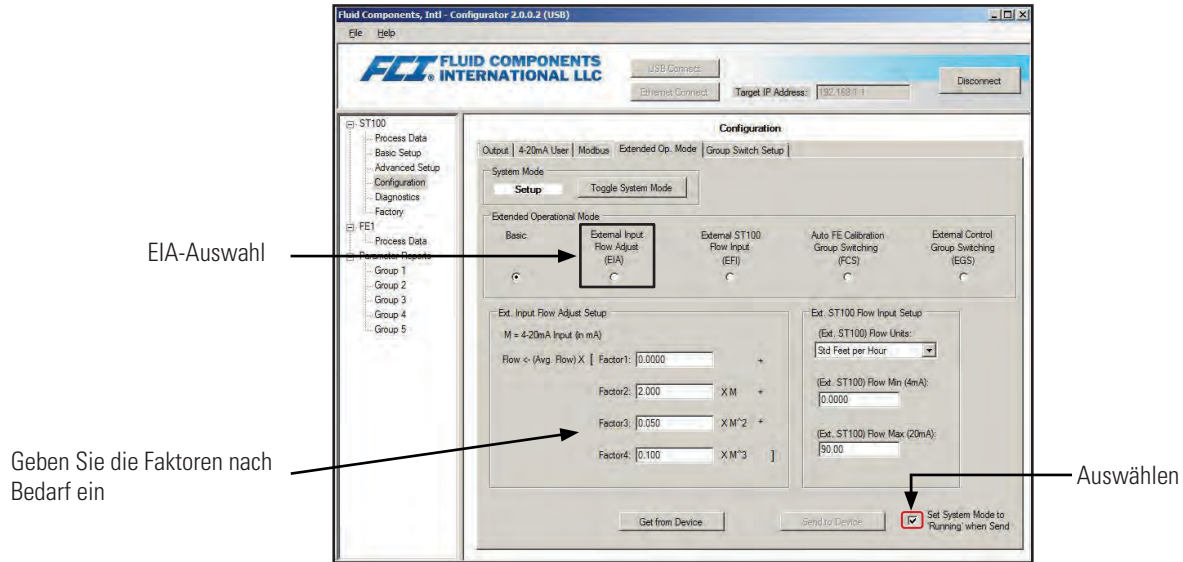 Fluid Components, Intl - Configurator 2.0.0.2 (USB)
File Help
FCI® FLUID COMPONENTS
INTERNATIONAL LLC
USB Connect
Ethernet Connect
Target IP Address: 192.168.1.1
Disconnect
ST100
Process Data
Basic Setup
Advanced Setup
Configuration
Diagnostics
Factory
FE1
Process Data
Parameter Reports
Group 1
Group 2
Group 3
Group 4
Group 5
Configuration
Output 4-20mA User Modbus Extended Op. Mode Group Switch Setup
System Mode
Setup Toggle System Mode
Extended Operational Mode
Basic
External Input
Flow Adjust
(EIA)
External ST100
Flow Input
(EFI)
Auto FE Calibration
Group Switching
(FCS)
External Control
Group Switching
(EGS)
Ext. Input Flow Adjust Setup
M = 4-20mA Input (in mA)
Flow <- (Avg. Flow) X [ Factor1: 0.0000 +
Factor2: 2.000 X M +
Factor3: 0.050 X M^2 +
Factor4: 0.100 X M^3 ]
Ext. ST100 Flow Input Setup
(Ext. ST100) Flow Units:
Std Feet per Hour
(Ext. ST100) Flow Min (4mA):
0.0000
(Ext. ST100) Flow Max (20mA):
90.00
Get from Device
Send to Device
Set System Mode to
'Running' when Send
EIA-Auswahl
Geben Sie die Faktoren nach
Bedarf ein
Auswählen